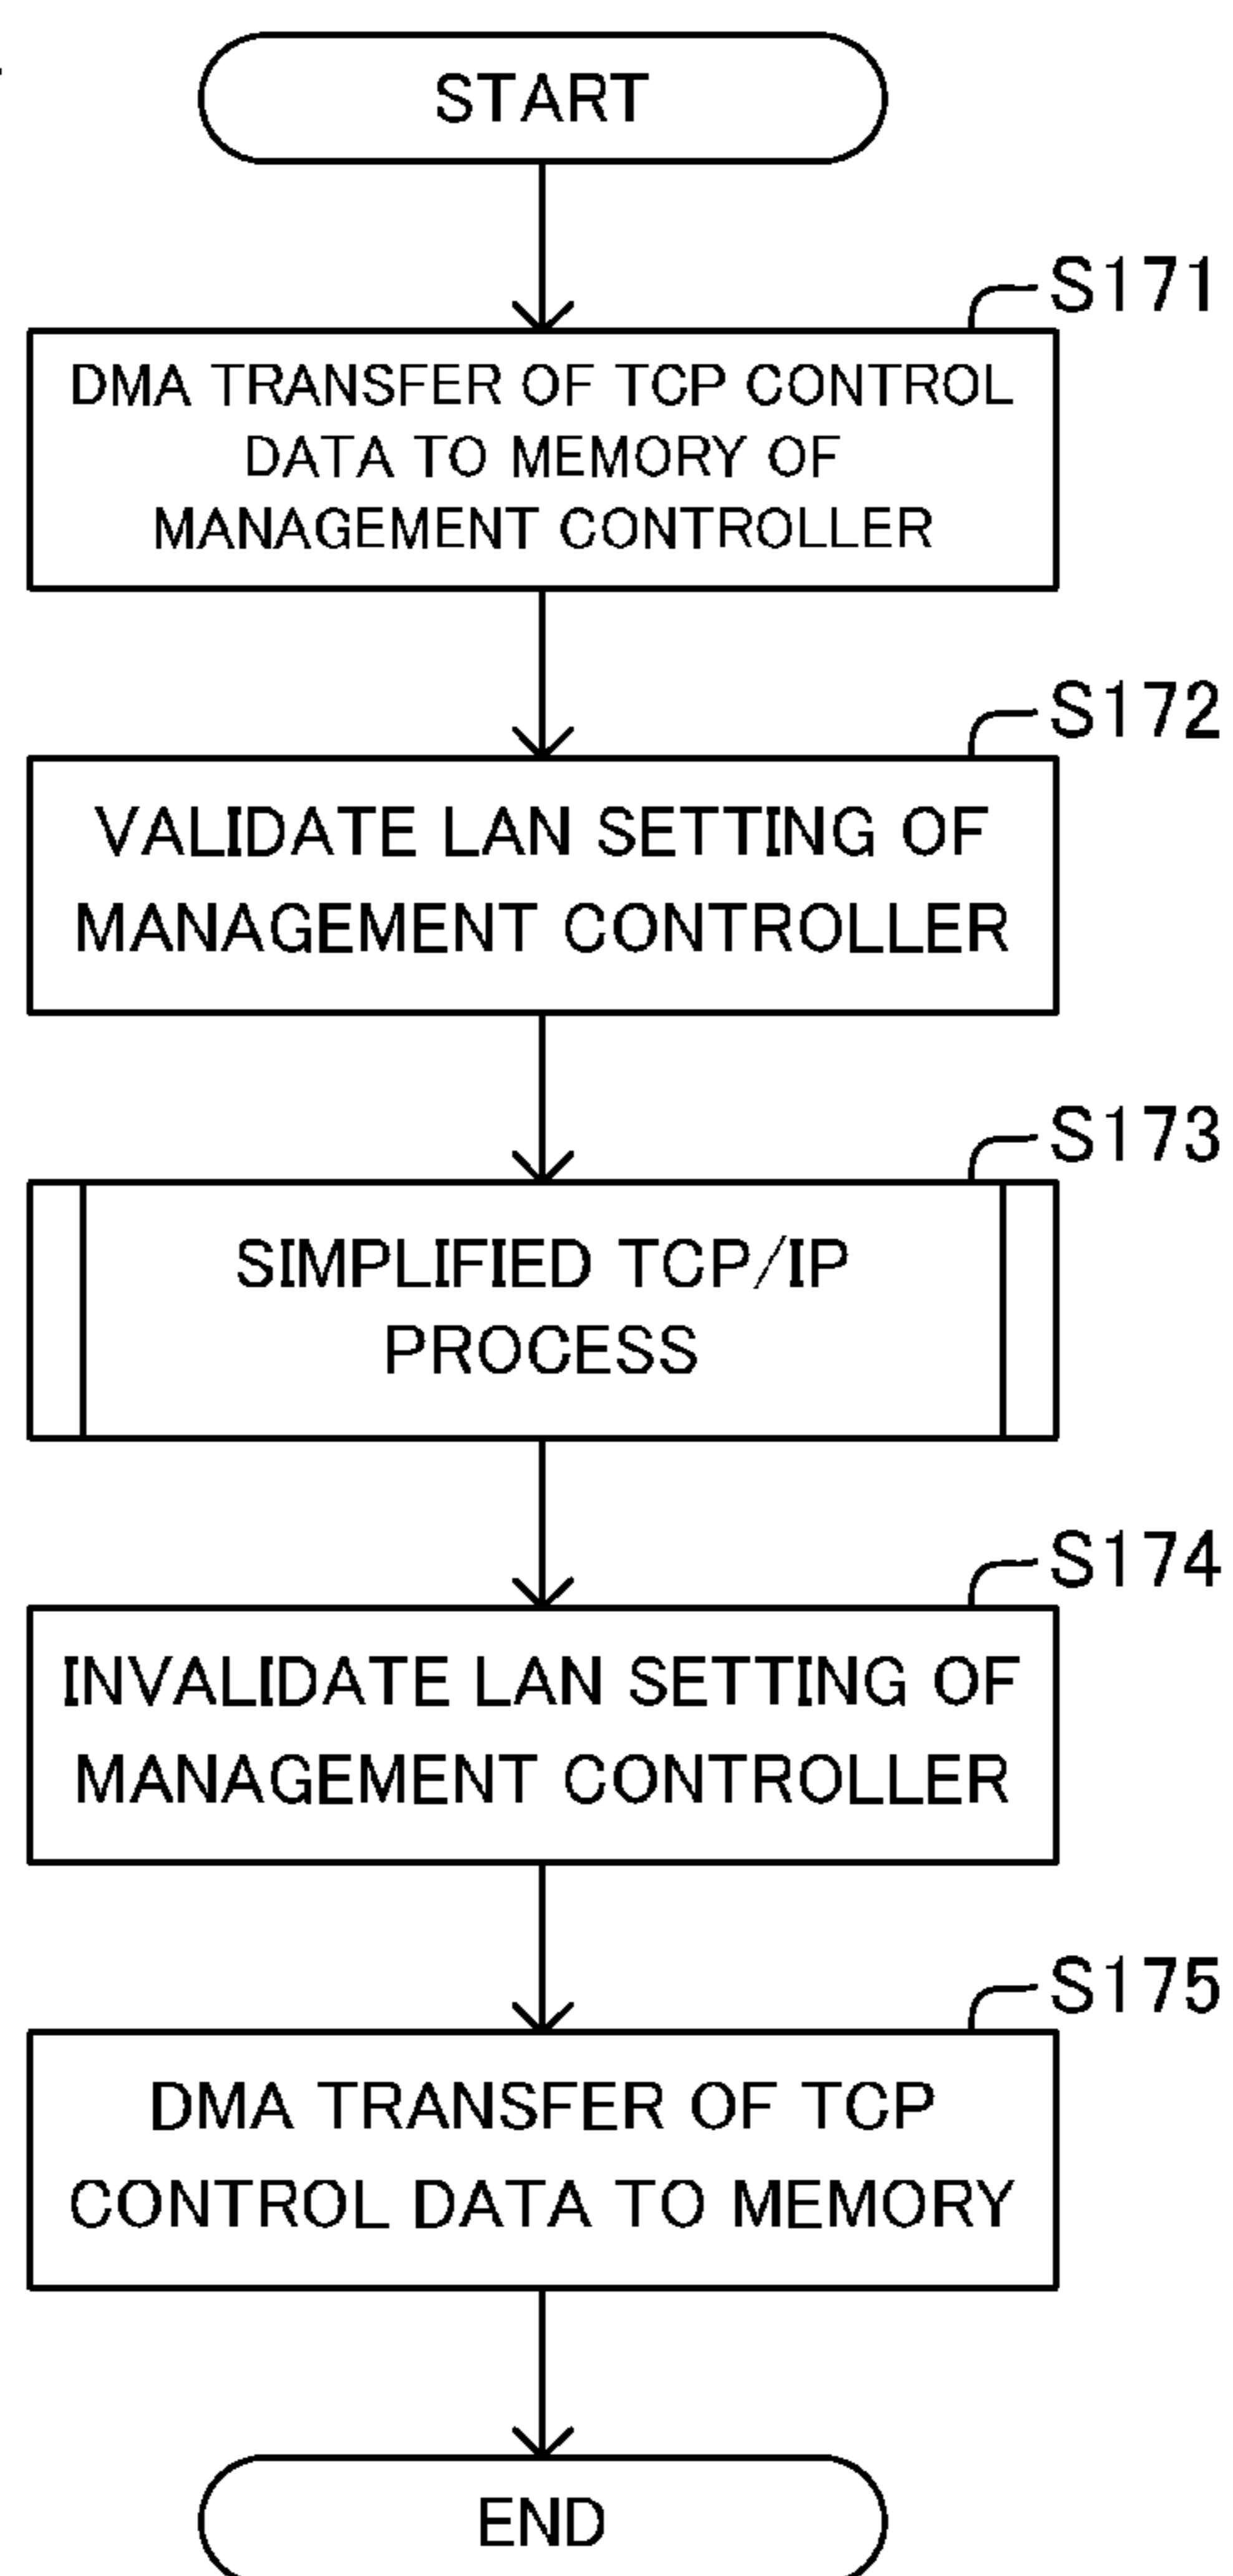 START
S171
DMA TRANSFER OF TCP CONTROL
DATA TO MEMORY OF
MANAGEMENT CONTROLLER
S172
VALIDATE LAN SETTING OF
MANAGEMENT CONTROLLER
S173
SIMPLIFIED TCP/IP
PROCESS
S174
INVALIDATE LAN SETTING OF
MANAGEMENT CONTROLLER
S175
DMA TRANSFER OF TCP
CONTROL DATA TO MEMORY
END